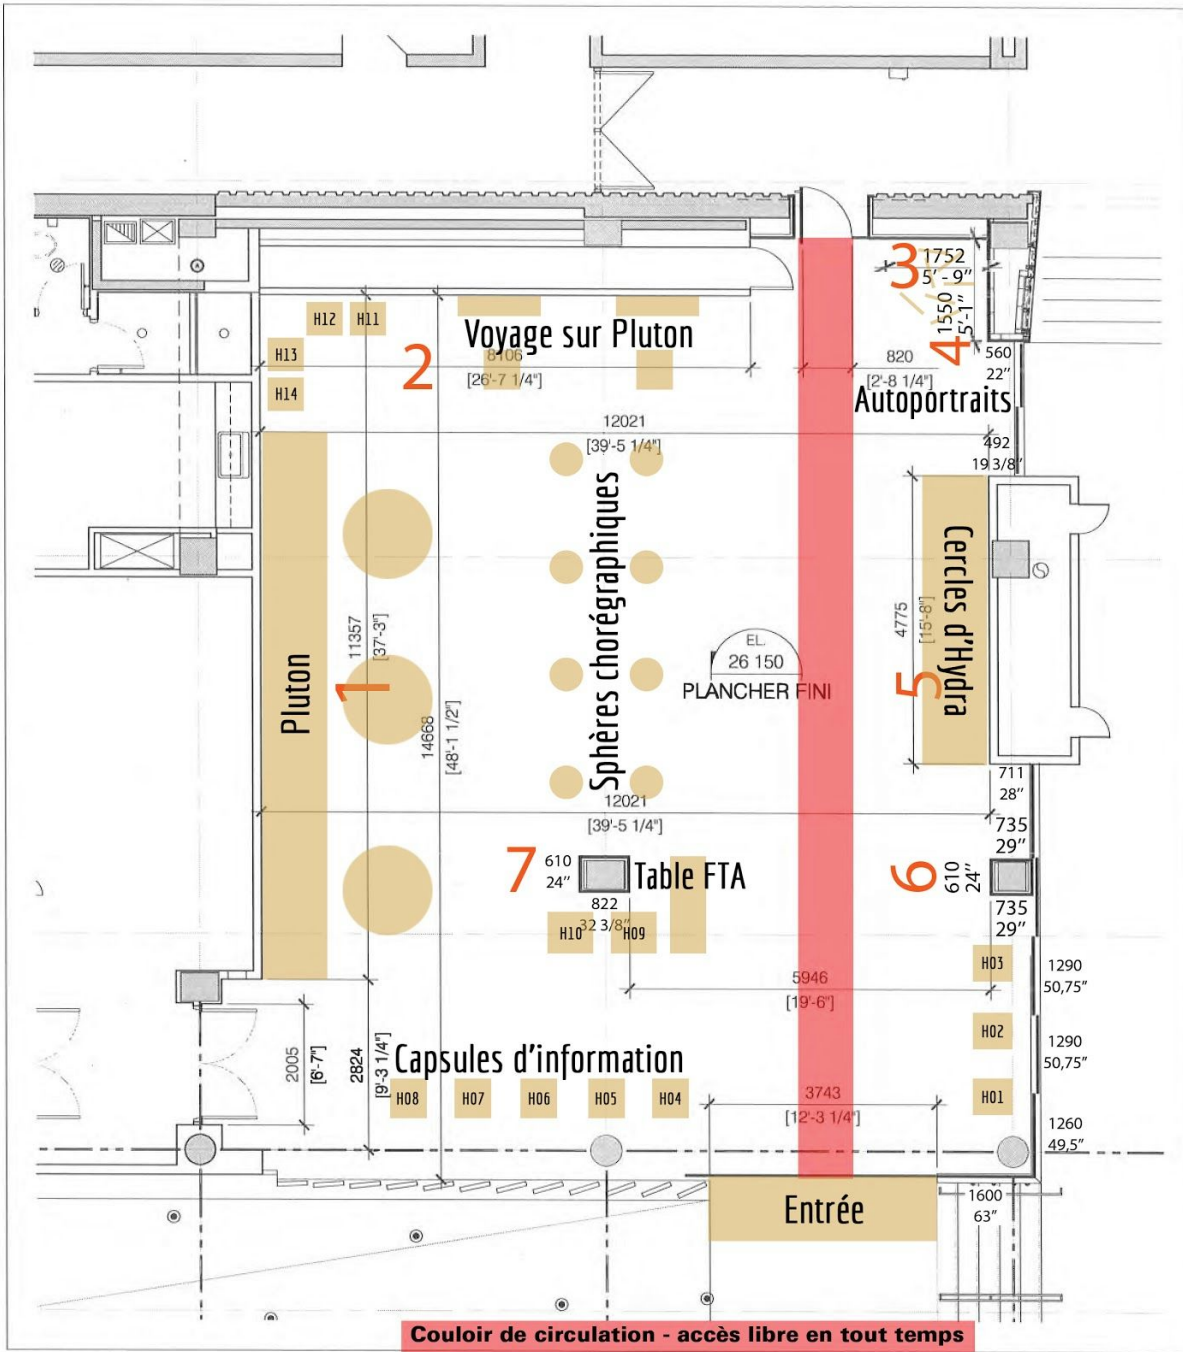 3
1752
5' - 9"
1550
5'-1"
4
H12
H11
Voyage sur Pluton
2
8106
[26'-7 1/4"]
H13
H14
820
[2'-8 1/4"]
560
22"
Autoportraits
12021
[39'-5 1/4"]
492
19 3/8"
Sphères chorégraphiques
Cercles d'Hydra
4775
[15'-8"]
5
11357
[37'-3"]
EL.
26 150
PLANCHER FINI
Pluton
1
14668
[48'-1 1/2"]
711
28"
12021
[39'-5 1/4"]
735
29"
7
610
24"
Table FTA
6
610
24"
822
32 3/8"
735
29"
H10
H09
H03
1290
50,75"
5946
[19'-6"]
H02
1290
50,75"
2005
[6'-7"]
2824
[9'-3 1/4"]
Capsules d'information
H08
H07
H06
H05
H04
3743
[12'-3 1/4"]
H01
1260
49,5"
Entrée
1600
63"
Couloir de circulation - accès libre en tout temps